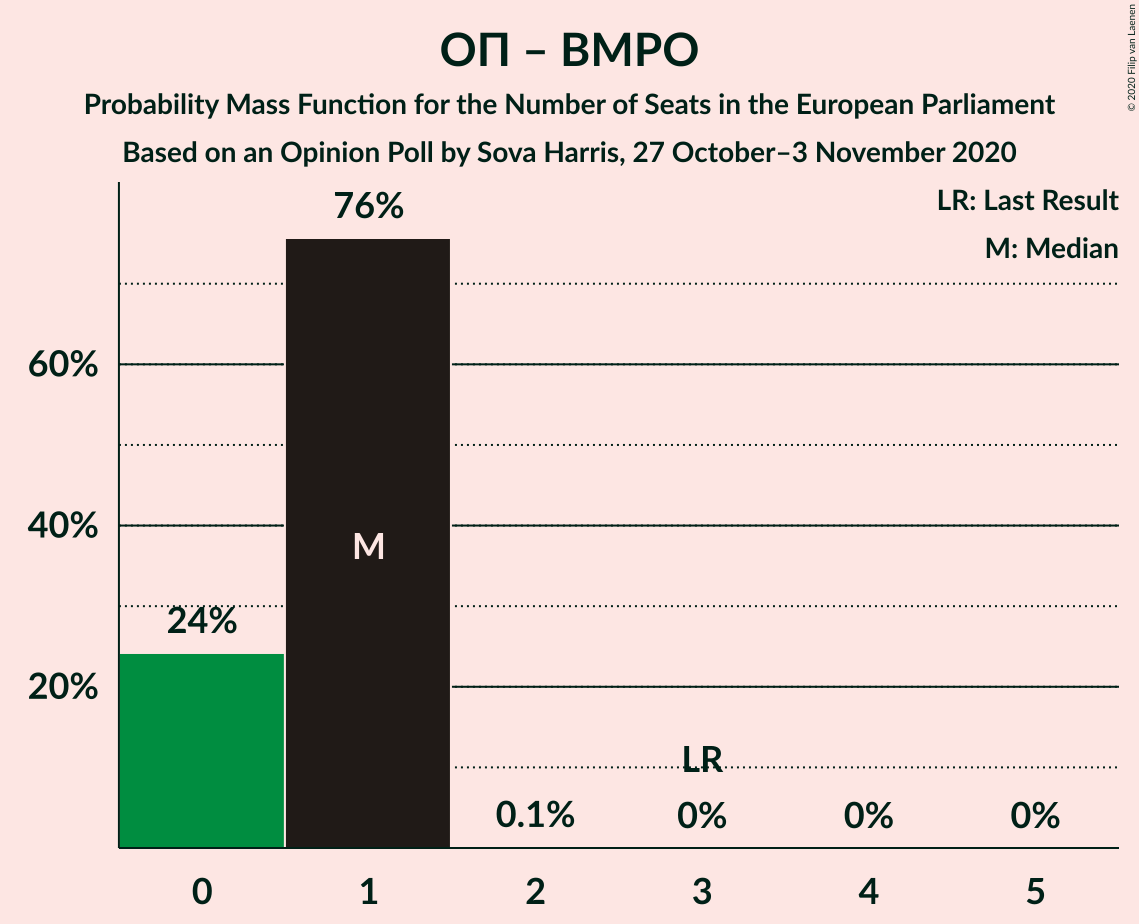 ОП – ВМРО
Probability Mass Function for the Number of Seats in the European Parliament
Based on an Opinion Poll by Sova Harris, 27 October–3 November 2020
© 2020 Filip van Laenen
LR: Last Result
M: Median
76%
60%
M
40%
24%
20%
LR
0.1% 0% 0% 0%
0 1 2 3 4 5